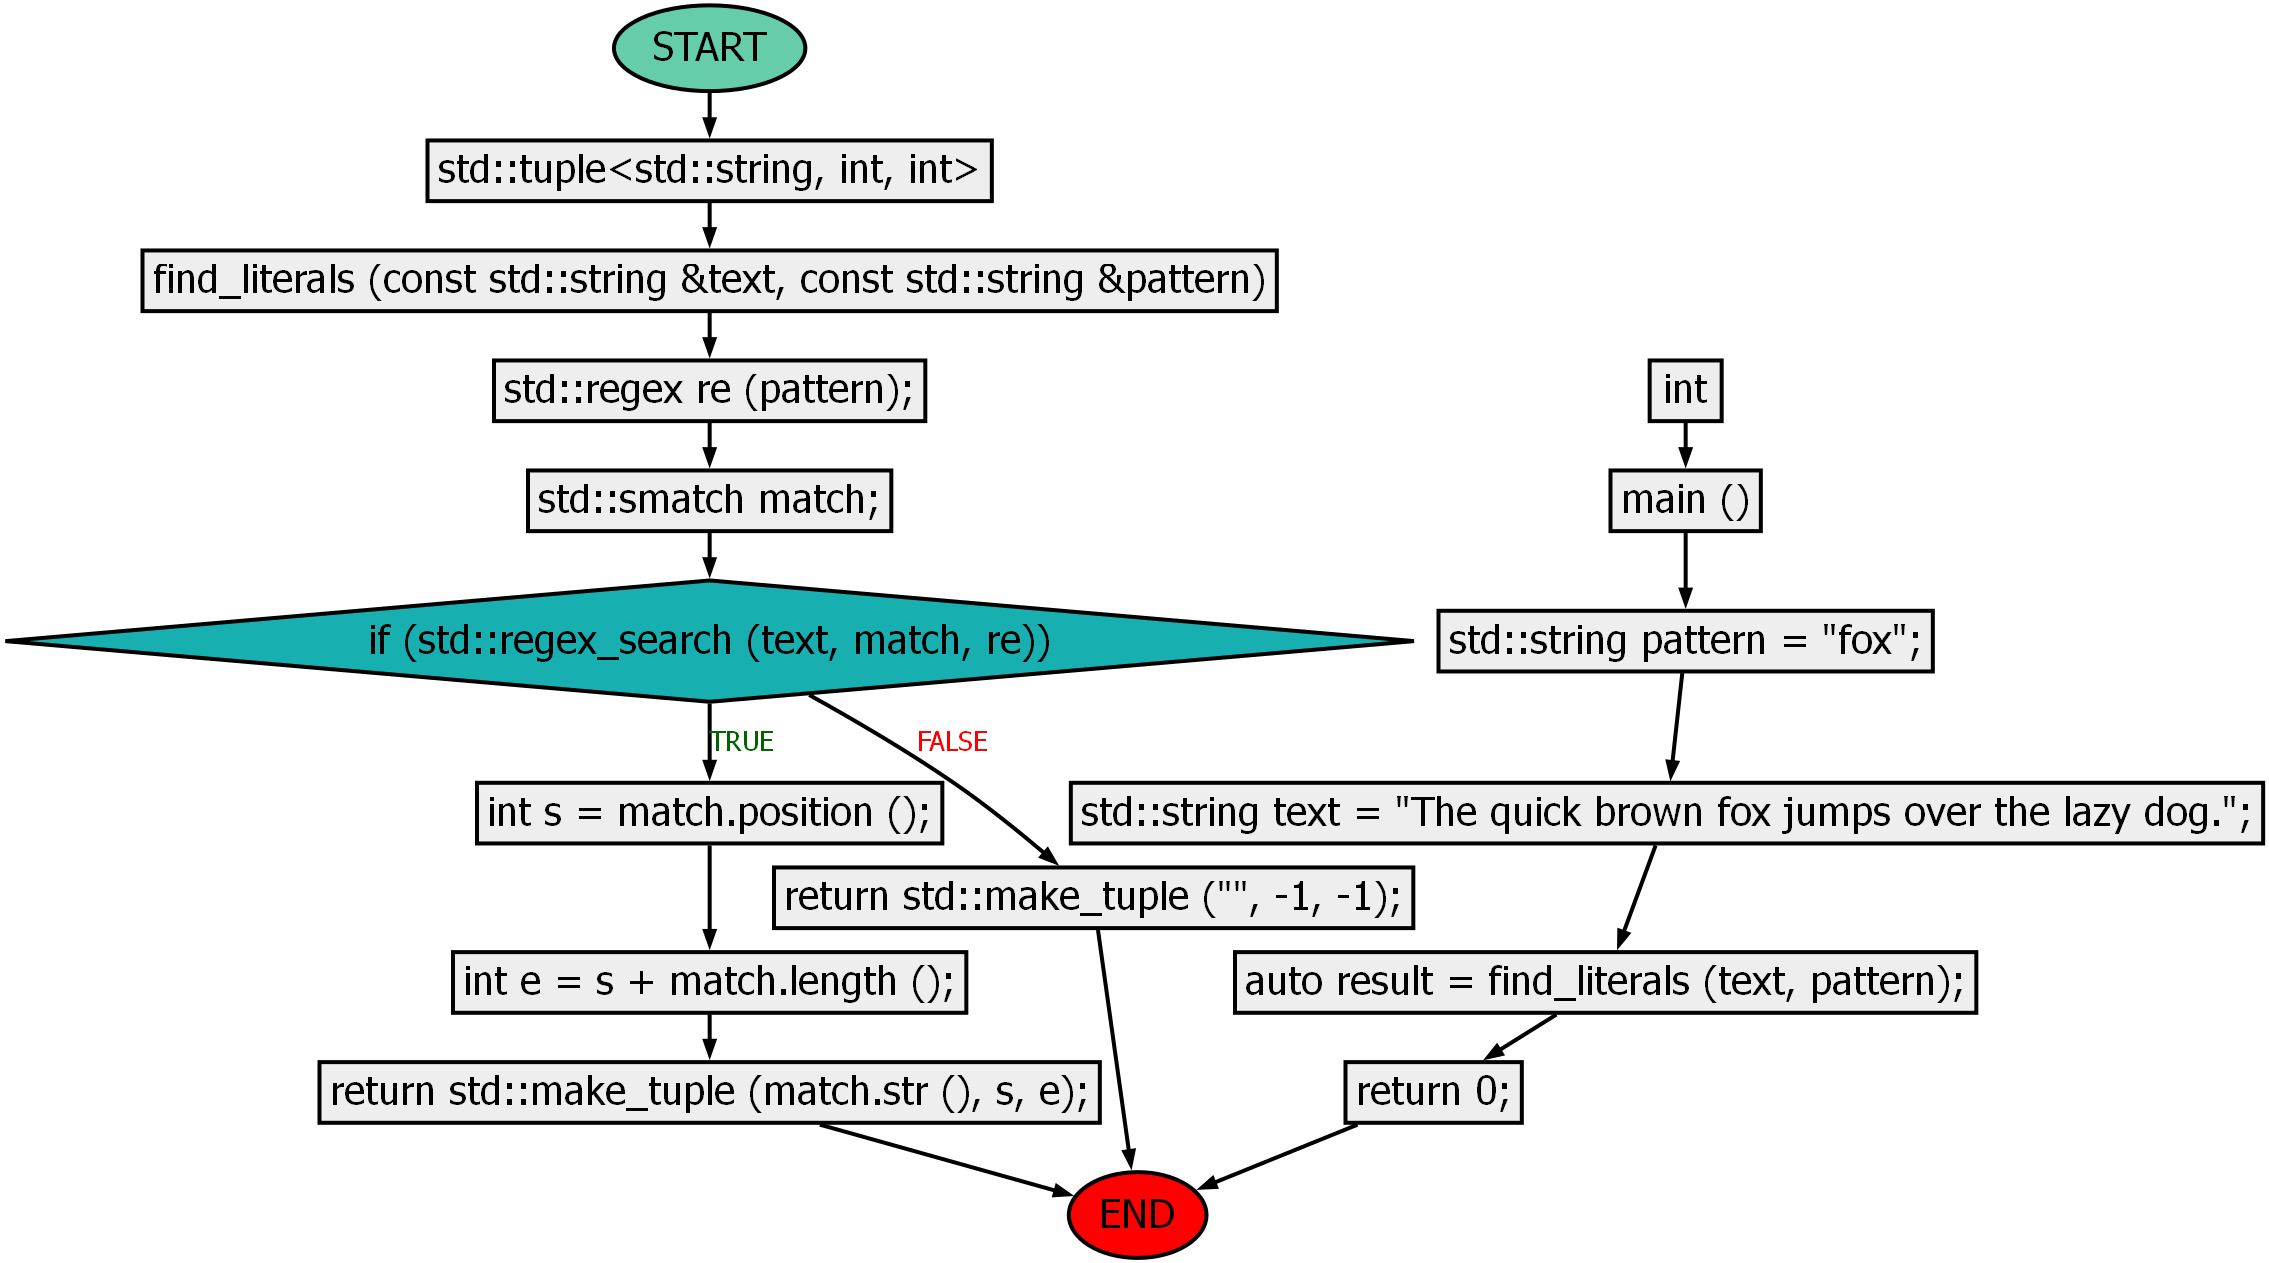 START
std::tuple<std::string, int, int>
find_literals (const std::string &text, const std::string &pattern)
std::regex re (pattern);
std::smatch match;
if (std::regex_search (text, match, re))
TRUE
FALSE
int s = match.position ();
return std::make_tuple ("", -1, -1);
int e = s + match.length ();
return std::make_tuple (match.str (), s, e);
int
main ()
std::string pattern = "fox";
std::string text = "The quick brown fox jumps over the lazy dog.";
auto result = find_literals (text, pattern);
return 0;
END